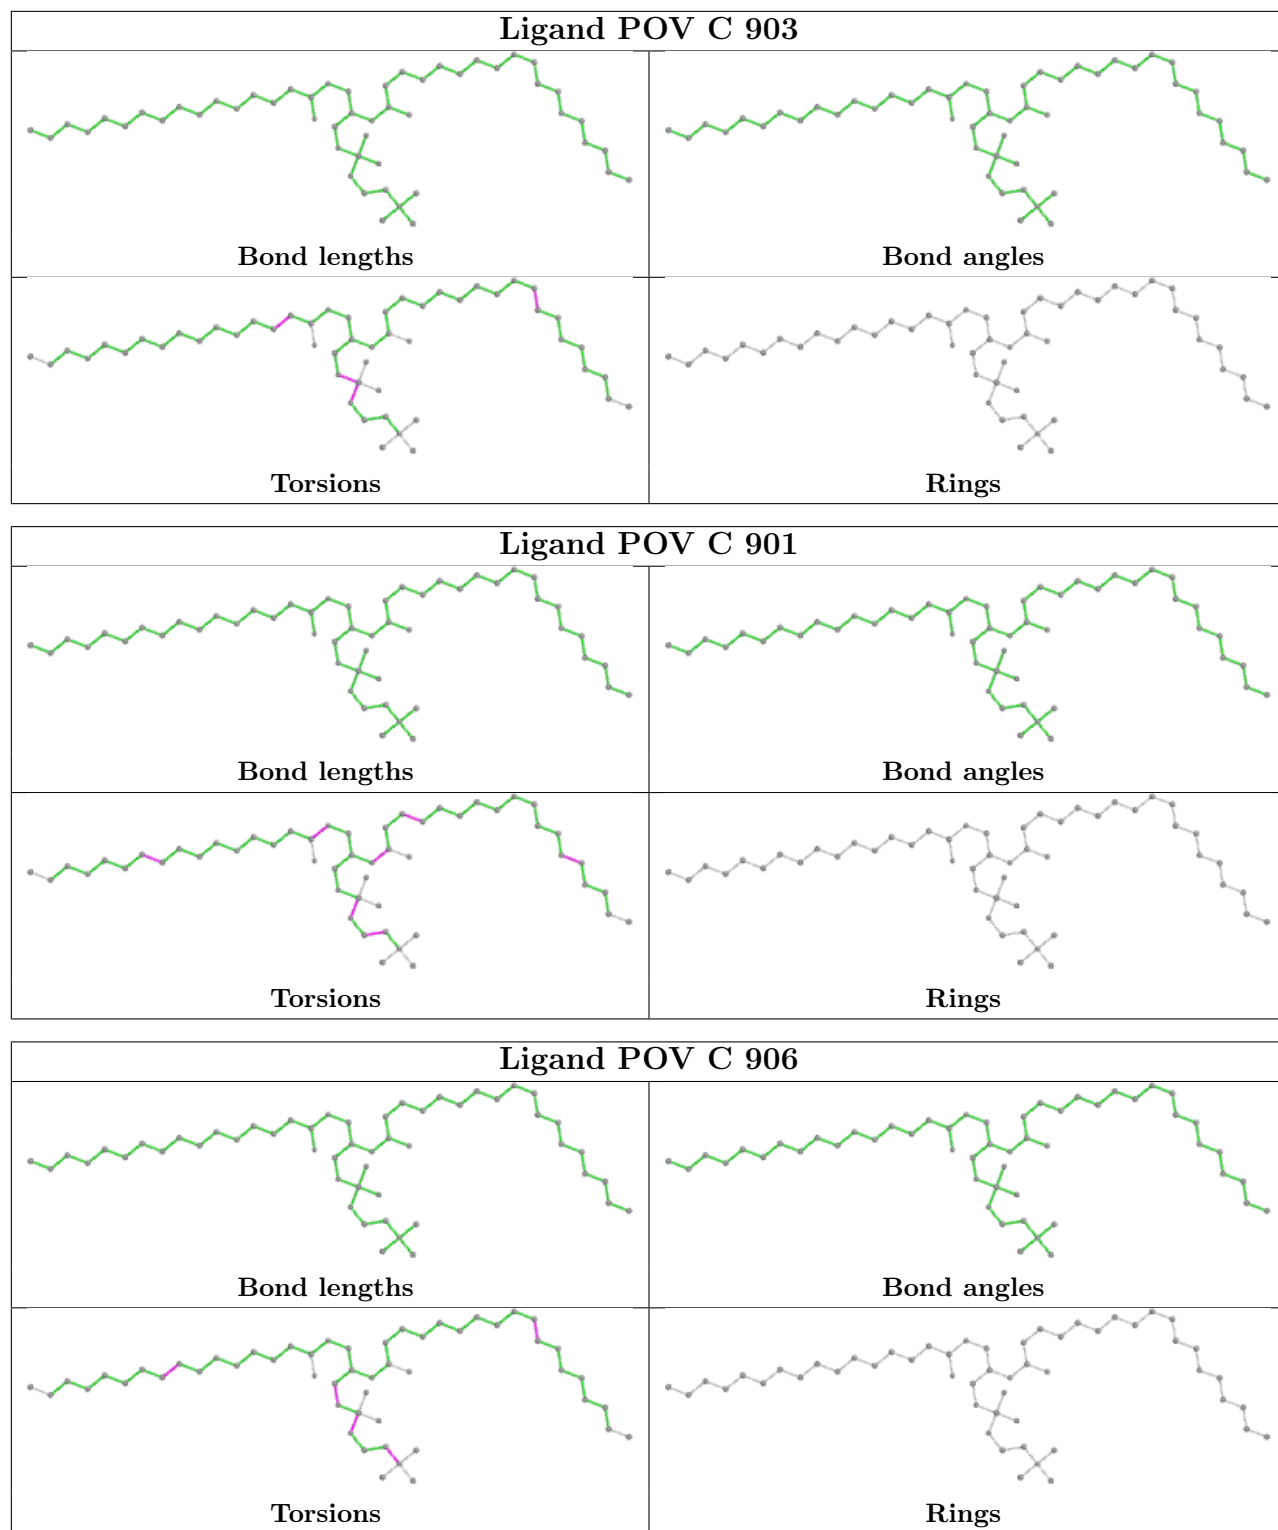 Ligand POV C 903
Bond lengths
Bond angles
Torsions
Rings
Ligand POV C 901
Bond lengths
Bond angles
Torsions
Rings
Ligand POV C 906
Bond lengths
Bond angles
Torsions
Rings